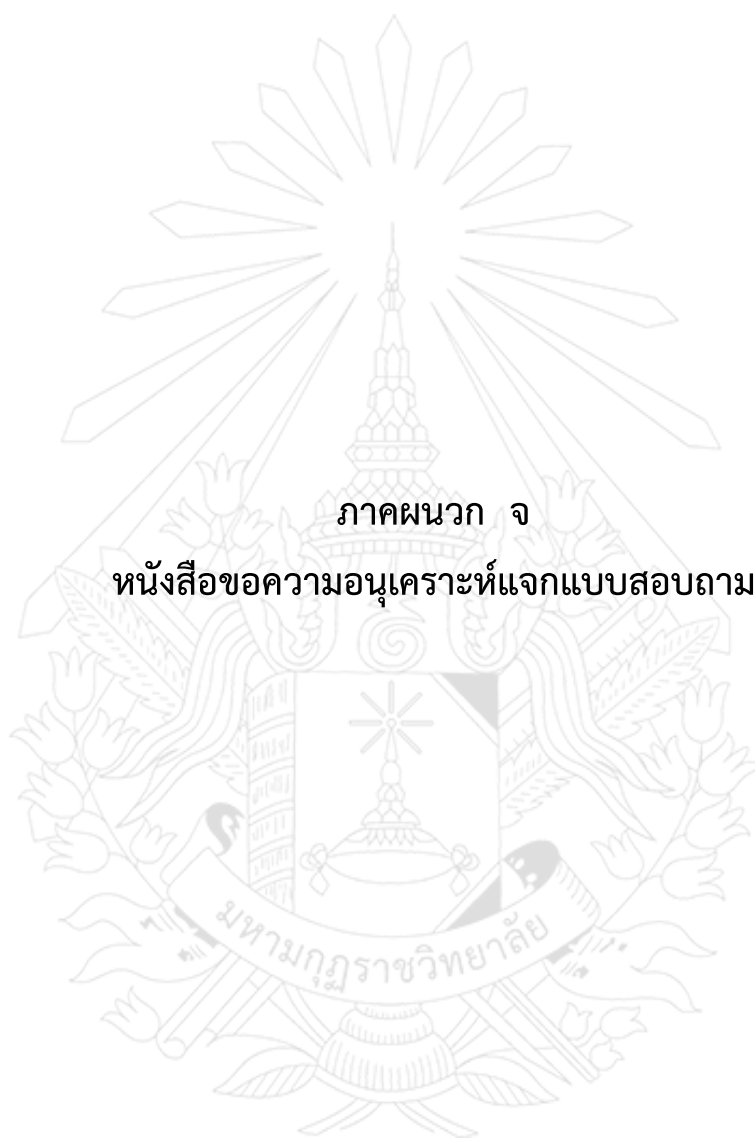 ภาคผนวก จ
หนังสือขอความอนุเคราะห์แจกแบบสอบถาม
มหามกุฏราชวิทยาลัย